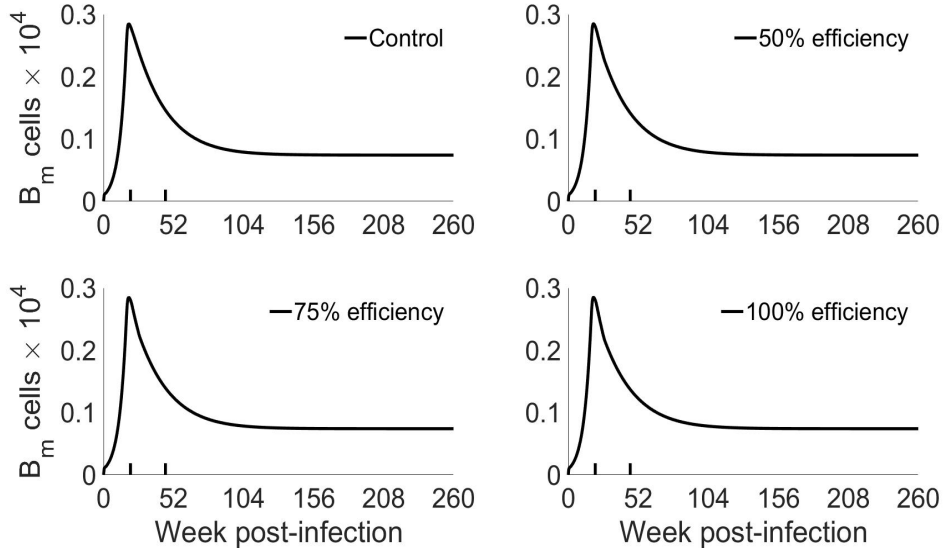 0.3
0.2
0.1
0
B_m cells × 10^4
Control
0 52 104 156 208 260
0.3
0.2
0.1
0
50% efficiency
0 52 104 156 208 260
0.3
0.2
0.1
0
B_m cells × 10^4
75% efficiency
0 52 104 156 208 260
Week post-infection
0.3
0.2
0.1
0
100% efficiency
0 52 104 156 208 260
Week post-infection